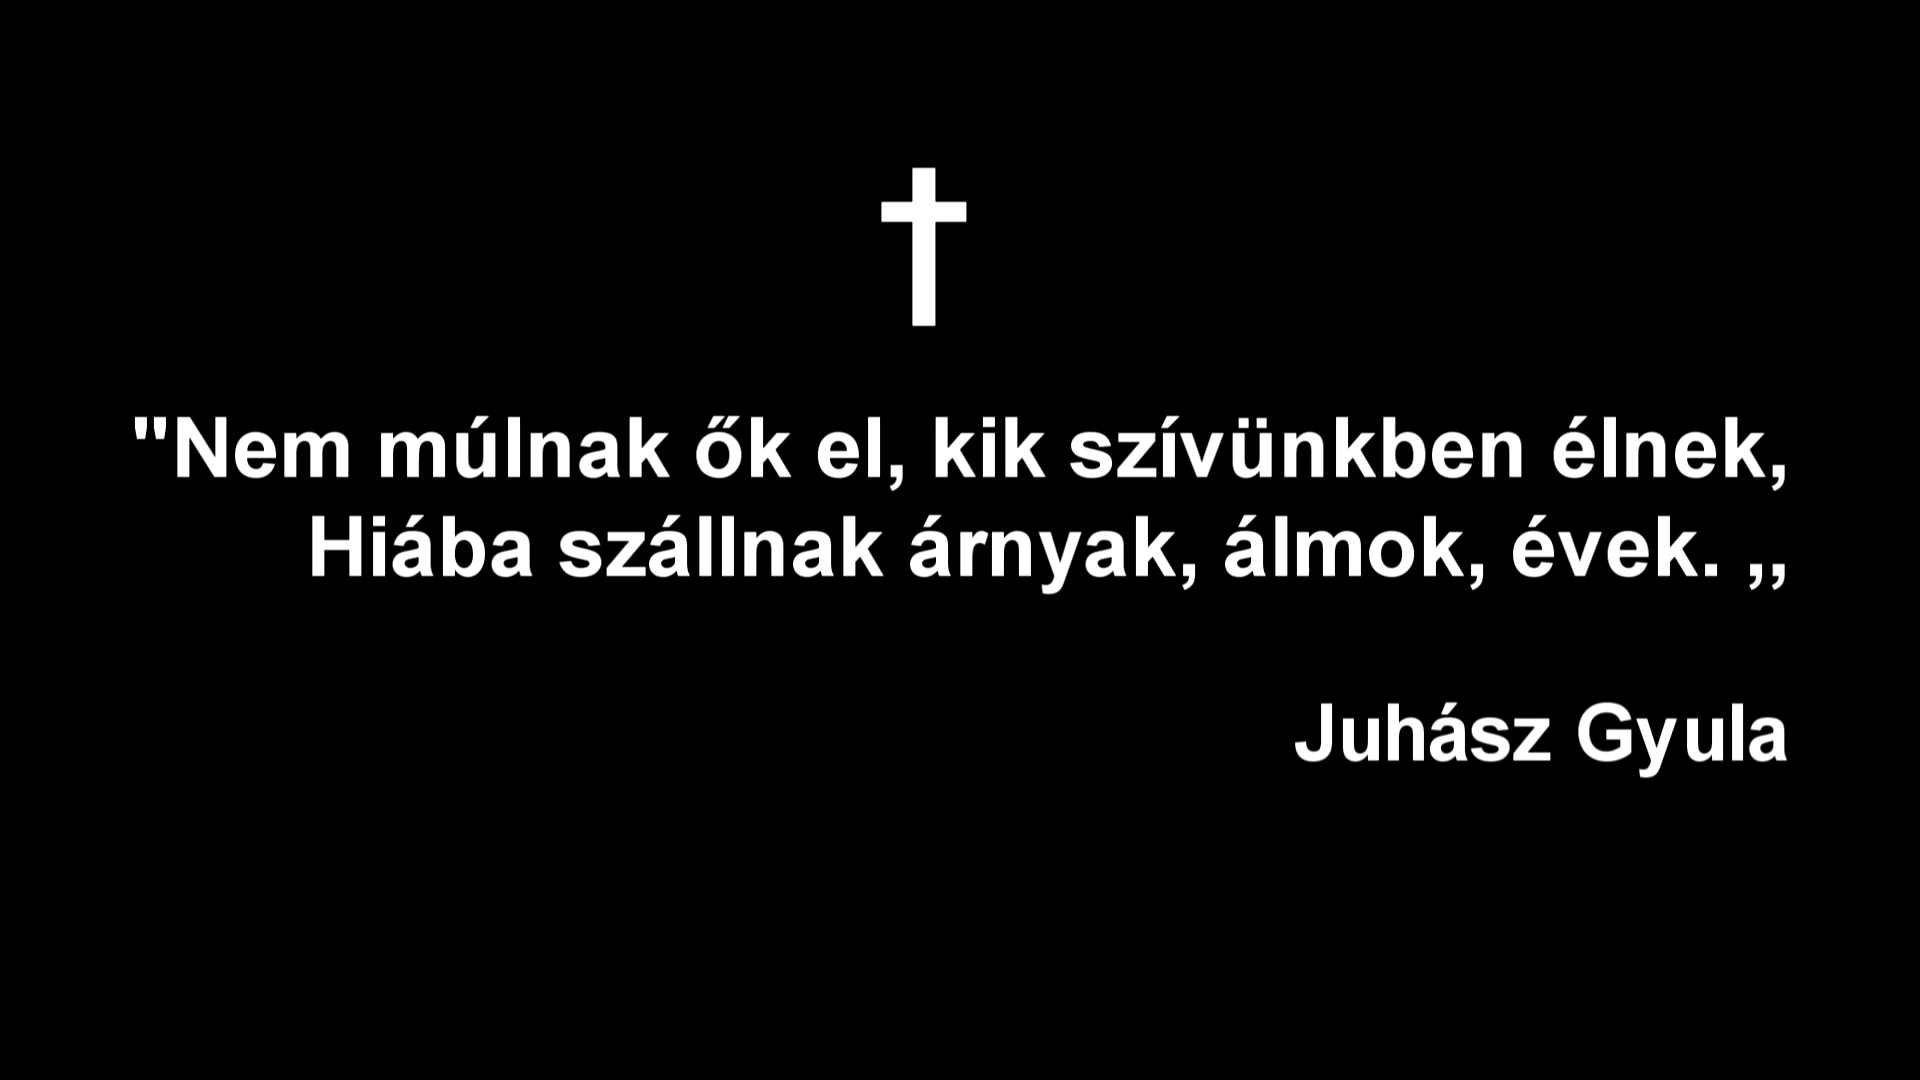 "Nem múlnak ők el, kik szívünkben élnek,
Hiába szállnak árnyak, álmok, évek. ,,
Juhász Gyula